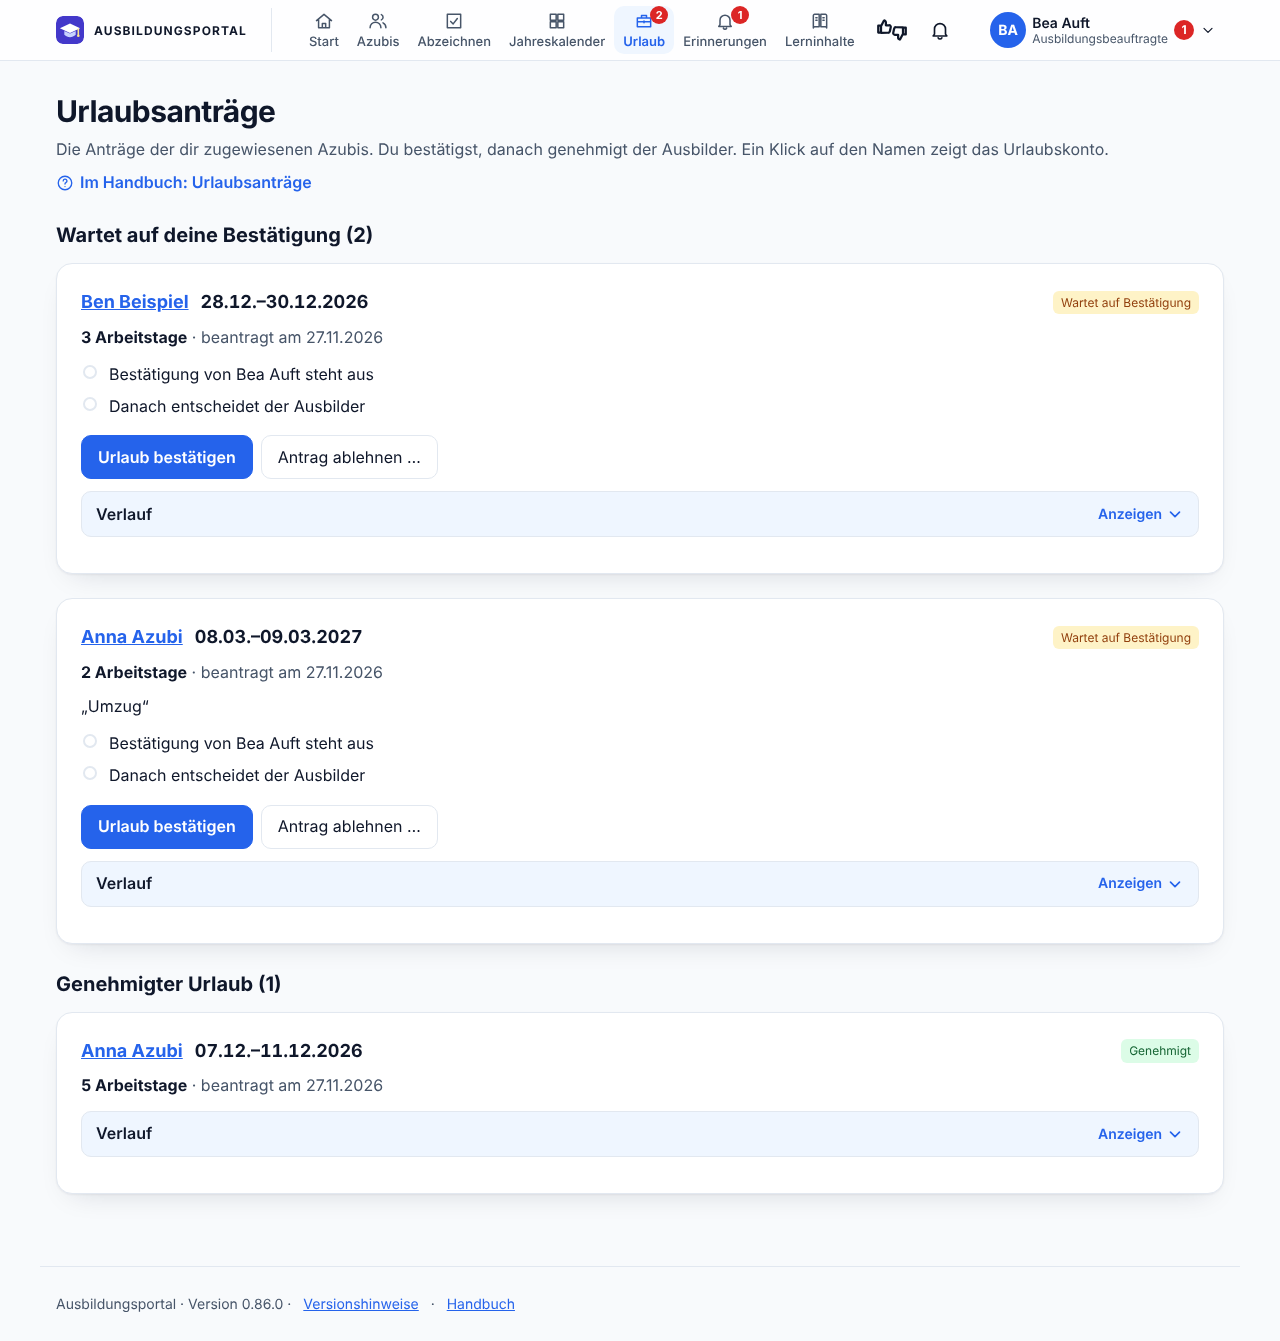 AUSBILDUNGSPORTAL
Start
Azubis
Abzeichnen
Jahreskalender
2
Urlaub
1
Erinnerungen
Lerninhalte
BA
Bea Auft
Ausbildungsbeauftragte
1
Urlaubsanträge
Die Anträge der dir zugewiesenen Azubis. Du bestätigst, danach genehmigt der Ausbilder. Ein Klick auf den Namen zeigt das Urlaubskonto.
Im Handbuch: Urlaubsanträge
Wartet auf deine Bestätigung (2)
Ben Beispiel 28.12.–30.12.2026
Wartet auf Bestätigung
3 Arbeitstage · beantragt am 27.11.2026
Bestätigung von Bea Auft steht aus
Danach entscheidet der Ausbilder
Urlaub bestätigen
Antrag ablehnen …
Verlauf
Anzeigen
Anna Azubi 08.03.–09.03.2027
Wartet auf Bestätigung
2 Arbeitstage · beantragt am 27.11.2026
„Umzug“
Bestätigung von Bea Auft steht aus
Danach entscheidet der Ausbilder
Urlaub bestätigen
Antrag ablehnen …
Verlauf
Anzeigen
Genehmigter Urlaub (1)
Anna Azubi 07.12.–11.12.2026
Genehmigt
5 Arbeitstage · beantragt am 27.11.2026
Verlauf
Anzeigen
Ausbildungsportal · Version 0.86.0 · Versionshinweise · Handbuch